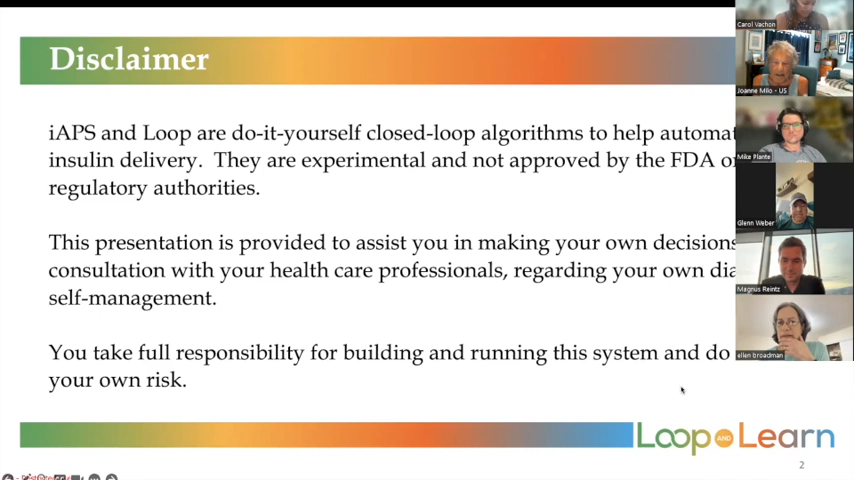 Disclaimer
iAPS and Loop are do-it-yourself closed-loop algorithms to help automat
insulin delivery. They are experimental and not approved by the FDA o
regulatory authorities.
This presentation is provided to assist you in making your own decisions
consultation with your health care professionals, regarding your own dia
self-management.
You take full responsibility for building and running this system and do
your own risk.
Loop AND Learn
2
Carol Vachon
Joanne Milo - US
Mike Plante
Glenn Weber
Magnus Reintz
ellen broadman